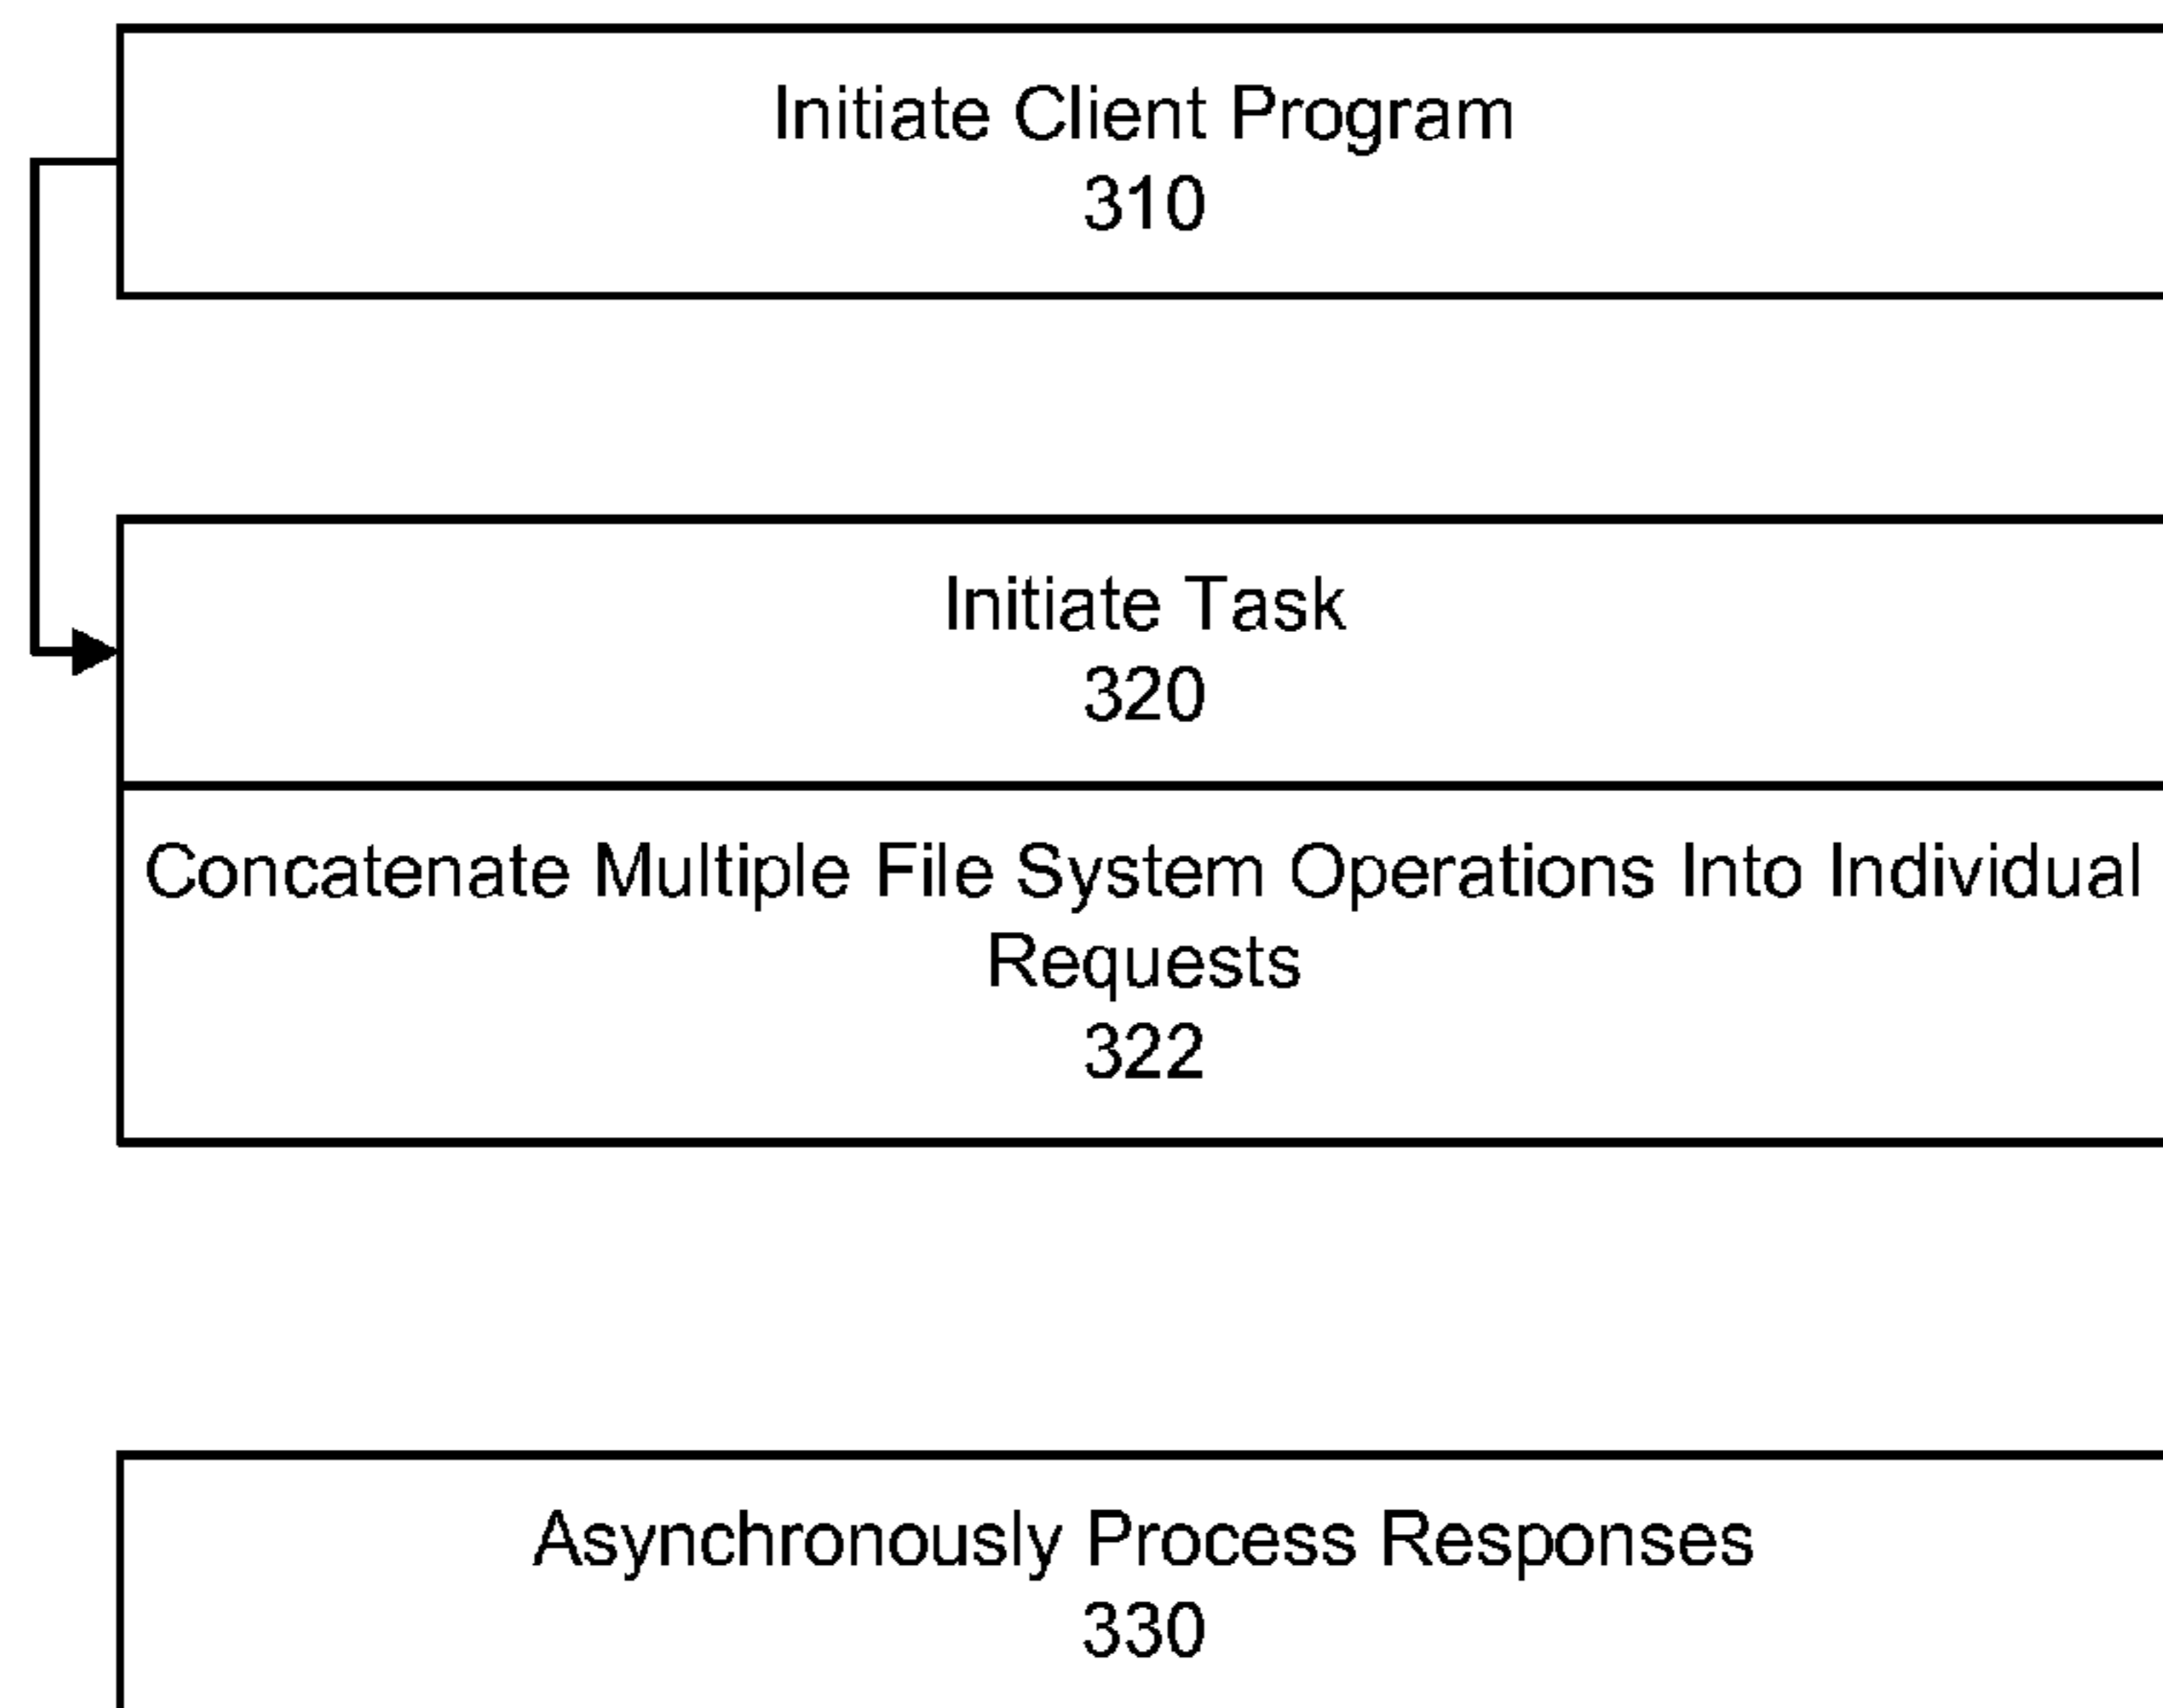 Initiate Client Program
310
Initiate Task
320
Concatenate Multiple File System Operations Into Individual
Requests
322
Asynchronously Process Responses
330